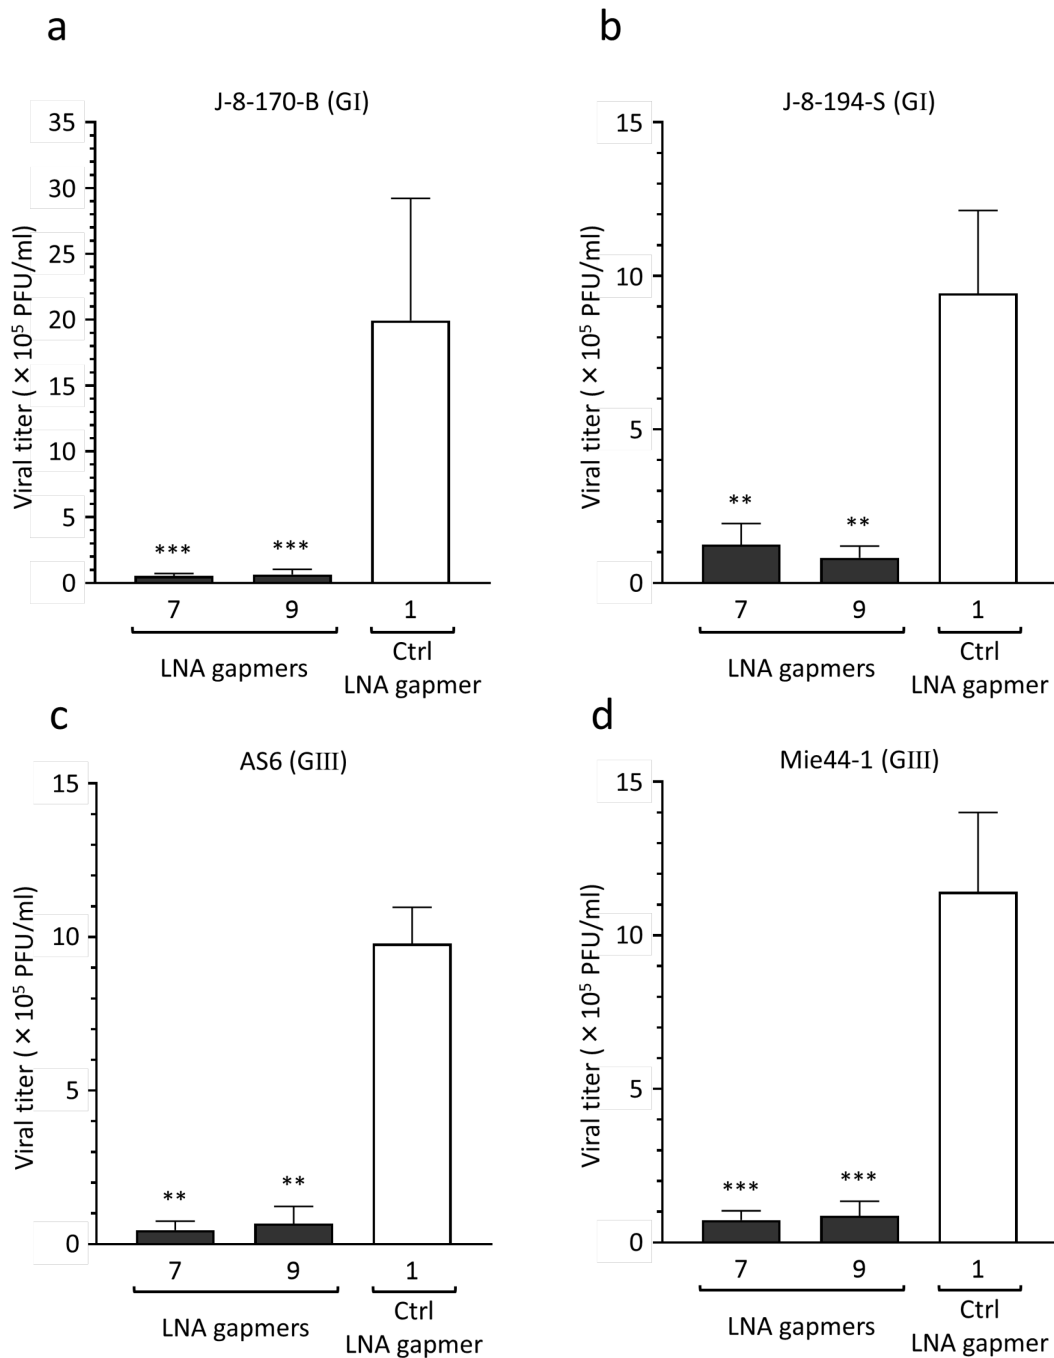 a
J-8-170-B (GI)
Viral titer (×10⁵ PFU/ml)
35
30
25
20
15
10
5
0
*** ***
7 9 1
LNA gapmers
Ctrl
LNA gapmer
b
J-8-194-S (GI)
Viral titer (×10⁵ PFU/ml)
15
10
5
0
** **
7 9 1
LNA gapmers
Ctrl
LNA gapmer
c
AS6 (GIII)
Viral titer (×10⁵ PFU/ml)
15
10
5
0
** **
7 9 1
LNA gapmers
Ctrl
LNA gapmer
d
Mie44-1 (GIII)
Viral titer (×10⁵ PFU/ml)
15
10
5
0
*** ***
7 9 1
LNA gapmers
Ctrl
LNA gapmer